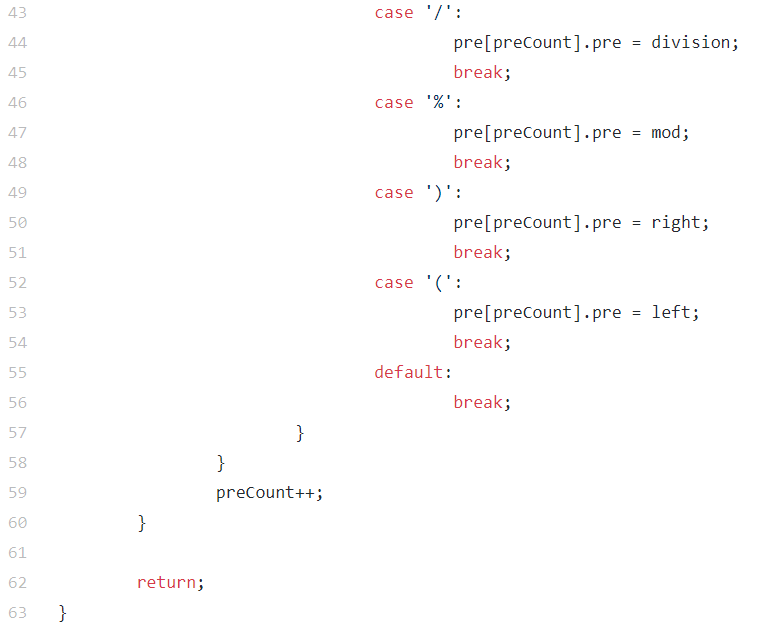 43 case '/':
44 pre[preCount].pre = division;
45 break;
46 case '%':
47 pre[preCount].pre = mod;
48 break;
49 case ')':
50 pre[preCount].pre = right;
51 break;
52 case '(':
53 pre[preCount].pre = left;
54 break;
55 default:
56 break;
57 }
58 }
59 preCount++;
60 }
61
62 return;
63 }